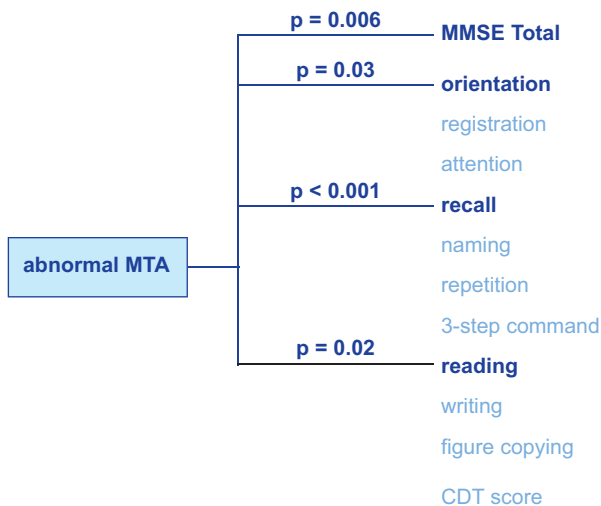 p = 0.006
MMSE Total
p = 0.03
orientation
registration
attention
p < 0.001
recall
abnormal MTA
naming
repetition
3-step command
p = 0.02
reading
writing
figure copying
CDT score